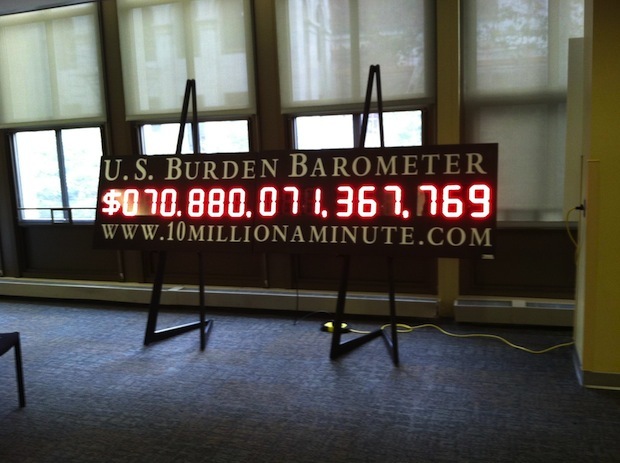 U.S. BURDEN BAROMETER
$070,880,071,367,769
WWW.10MILLIONAMINUTE.COM